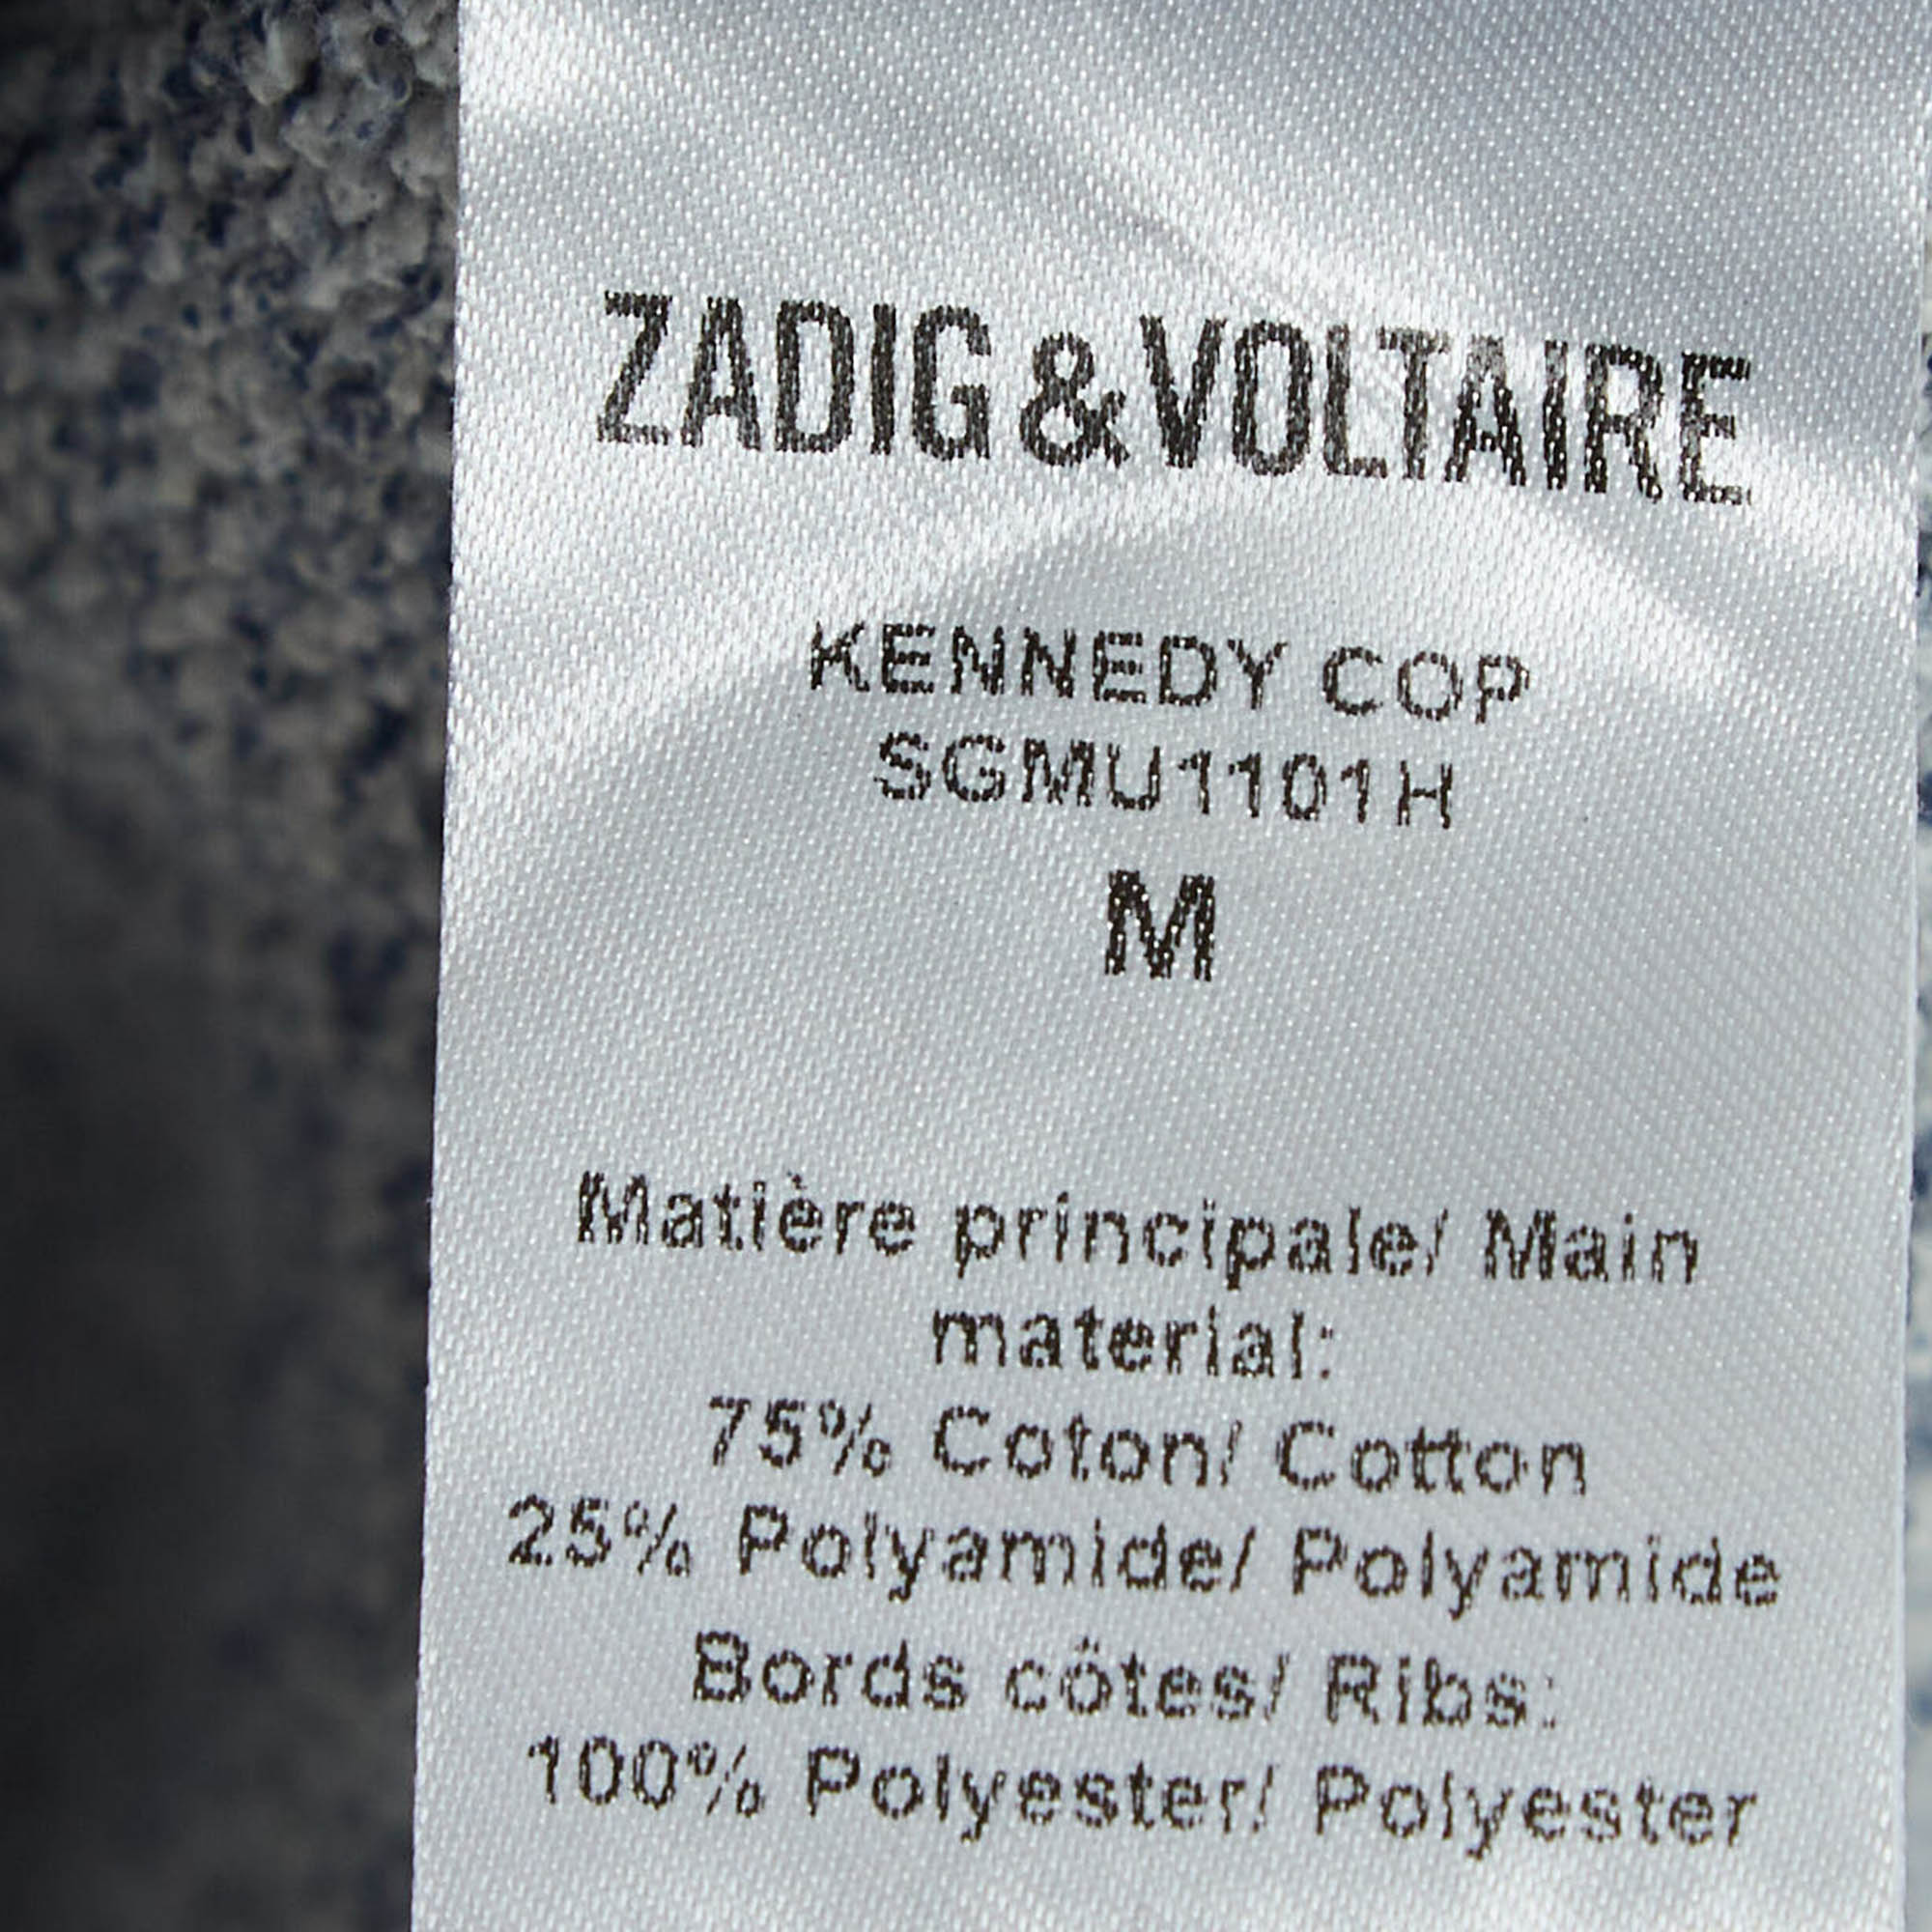 ZADIG & VOLTAIRE
KENNEDY COP
SGMU1101H
M
Matière principale/ Main
material:
75% Coton/ Cotton
25% Polyamide/ Polyamide
Bords côtes/ Ribs:
100% Polyester/ Polyester